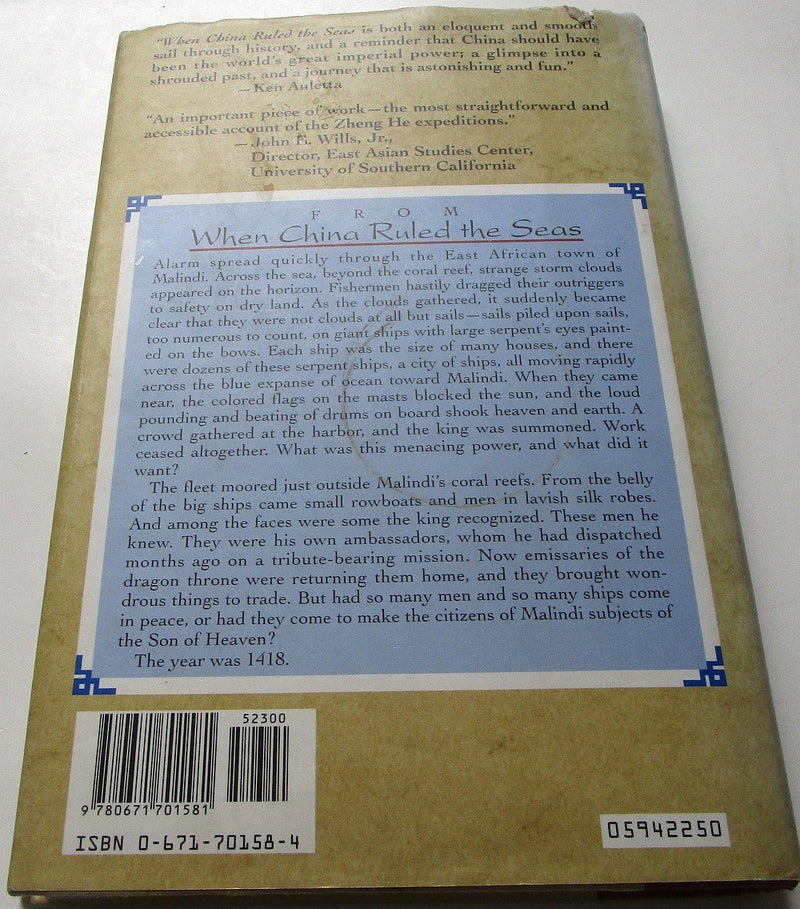 "When China Ruled the Seas is both an eloquent and smooth
sail through history, and a reminder that China should have
been the world's great imperial power; a glimpse into a
shrouded past, and a journey that is astonishing and fun."
—Ken Auletta
"An important piece of work—the most straightforward and
accessible account of the Zheng He expeditions."
—John E. Wills, Jr.,
Director, East Asian Studies Center,
University of Southern California
FROM
When China Ruled the Seas
Alarm spread quickly through the East African town of
Malindi. Across the sea, beyond the coral reef, strange storm clouds
appeared on the horizon. Fishermen hastily dragged their outriggers
to safety on dry land. As the clouds gathered, it suddenly became
clear that they were not clouds at all but sails—sails piled upon sails,
too numerous to count, on giant ships with large serpent's eyes paint-
ed on the bows. Each ship was the size of many houses, and there
were dozens of these serpent ships, a city of ships, all moving rapidly
across the blue expanse of ocean toward Malindi. When they came
near, the colored flags on the masts blocked the sun, and the loud
pounding and beating of drums on board shook heaven and earth. A
crowd gathered at the harbor, and the king was summoned. Work
ceased altogether. What was this menacing power, and what did it
want?
The fleet moored just outside Malindi's coral reefs. From the belly
of the big ships came small rowboats and men in lavish silk robes.
And among the faces were some the king recognized. These men he
knew. They were his own ambassadors, whom he had dispatched
months ago on a tribute-bearing mission. Now emissaries of the
dragon throne were returning them home, and they brought won-
drous things to trade. But had so many men and so many ships come
in peace, or had they come to make the citizens of Malindi subjects of
the Son of Heaven?
The year was 1418.
52300
9 780671 701581
ISBN 0-671-70158-4
05942250